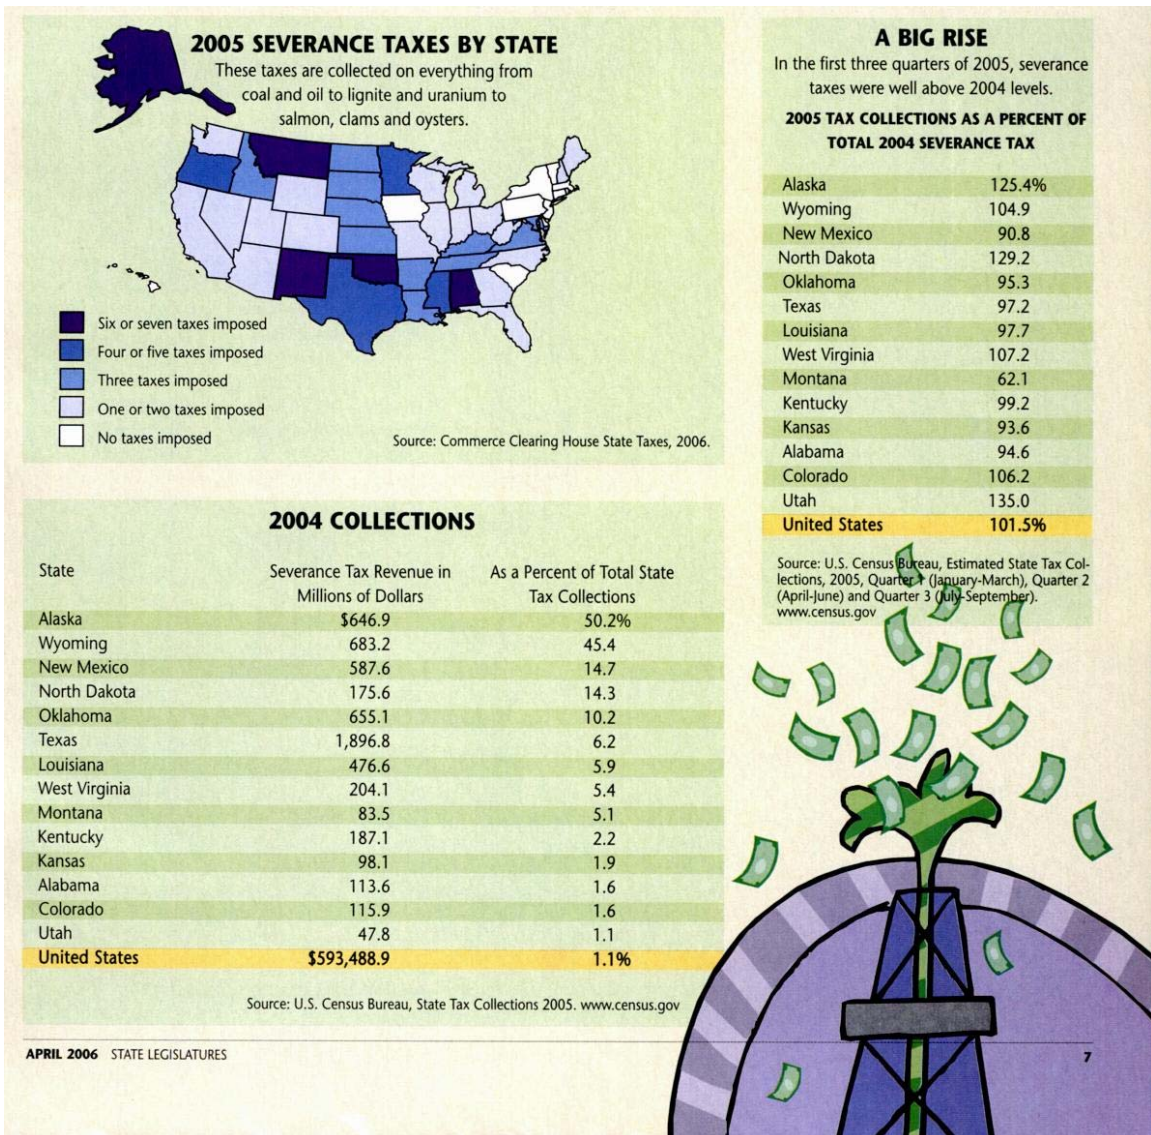 2005 SEVERANCE TAXES BY STATE
These taxes are collected on everything from
coal and oil to lignite and uranium to
salmon, clams and oysters.
Six or seven taxes imposed
Four or five taxes imposed
Three taxes imposed
One or two taxes imposed
No taxes imposed
Source: Commerce Clearing House State Taxes, 2006.
A BIG RISE
In the first three quarters of 2005, severance
taxes were well above 2004 levels.
2005 TAX COLLECTIONS AS A PERCENT OF
TOTAL 2004 SEVERANCE TAX
Alaska 125.4%
Wyoming 104.9
New Mexico 90.8
North Dakota 129.2
Oklahoma 95.3
Texas 97.2
Louisiana 97.7
West Virginia 107.2
Montana 62.1
Kentucky 99.2
Kansas 93.6
Alabama 94.6
Colorado 106.2
Utah 135.0
United States 101.5%
Source: U.S. Census Bureau, Estimated State Tax Col-
lections, 2005, Quarter 1 (January-March), Quarter 2
(April-June) and Quarter 3 (July-September).
www.census.gov
2004 COLLECTIONS
State Severance Tax Revenue in As a Percent of Total State
Millions of Dollars Tax Collections
Alaska $646.9 50.2%
Wyoming 683.2 45.4
New Mexico 587.6 14.7
North Dakota 175.6 14.3
Oklahoma 655.1 10.2
Texas 1,896.8 6.2
Louisiana 476.6 5.9
West Virginia 204.1 5.4
Montana 83.5 5.1
Kentucky 187.1 2.2
Kansas 98.1 1.9
Alabama 113.6 1.6
Colorado 115.9 1.6
Utah 47.8 1.1
United States $593,488.9 1.1%
Source: U.S. Census Bureau, State Tax Collections 2005. www.census.gov
APRIL 2006 STATE LEGISLATURES 7